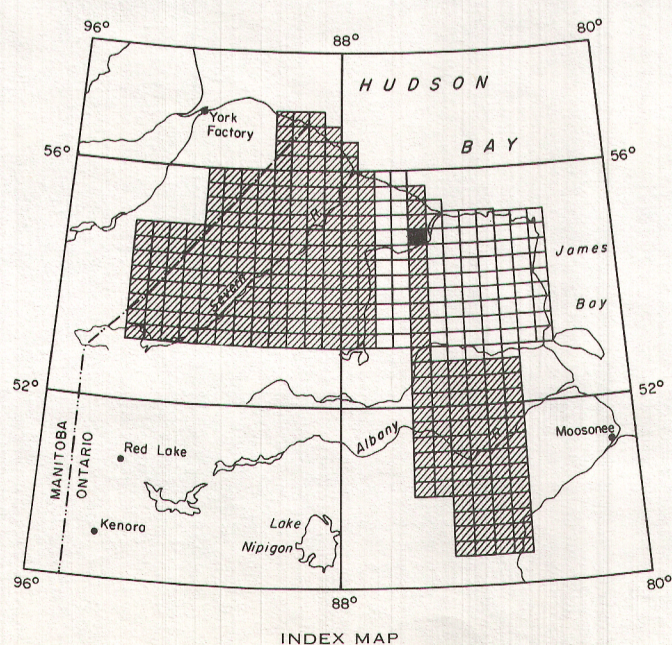 96°
88°
80°
HUDSON
BAY
York
Factory
56°
56°
R.
Severn
James
Bay
52°
52°
MANITOBA
ONTARIO
Red Lake
Albany
R.
Moosonee
Kenora
Lake
Nipigon
96°
88°
80°
INDEX MAP